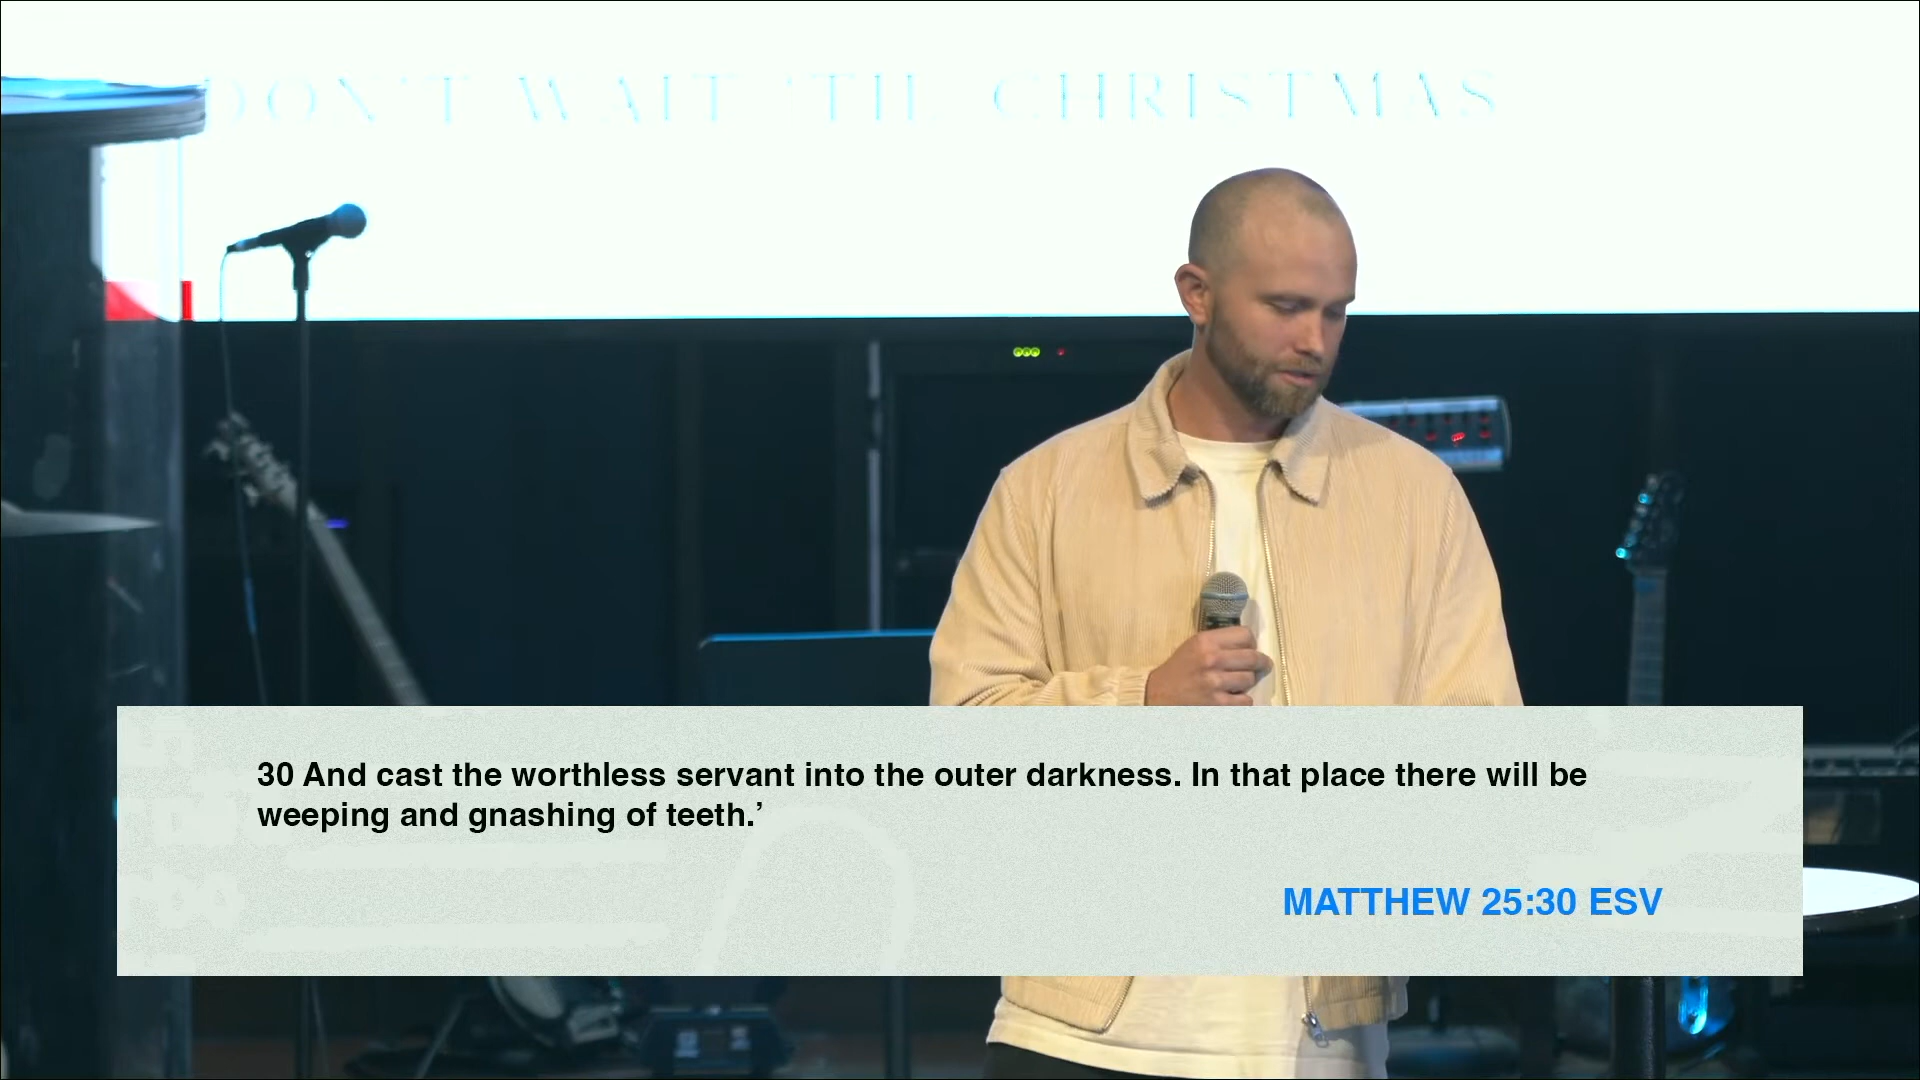 DON'T WAIT 'TIL CHRISTMAS
30 And cast the worthless servant into the outer darkness. In that place there will be
weeping and gnashing of teeth.’
MATTHEW 25:30 ESV